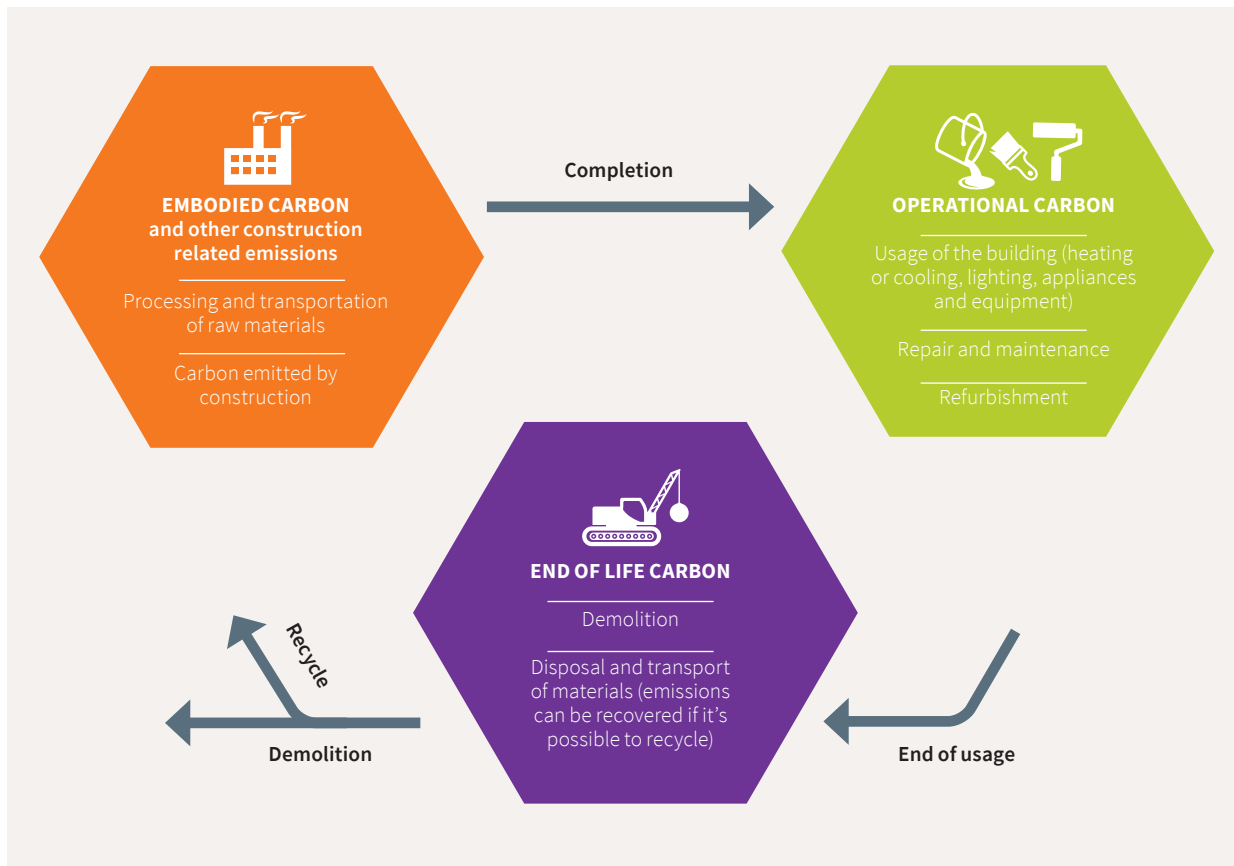 EMBODIED CARBON
and other construction
related emissions
Processing and transportation
of raw materials
Carbon emitted by
construction
Completion
OPERATIONAL CARBON
Usage of the building (heating
or cooling, lighting, appliances
and equipment)
Repair and maintenance
Refurbishment
End of usage
END OF LIFE CARBON
Demolition
Disposal and transport
of materials (emissions
can be recovered if it’s
possible to recycle)
Recycle
Demolition